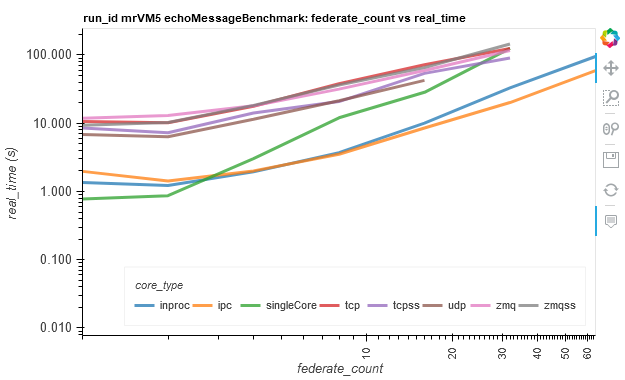 run_id mrVM5 echoMessageBenchmark: federate_count vs real_time
100.000
10.000
1.000
0.100
0.010
real_time (s)
core_type
inproc ipc singleCore tcp tcpss udp zmq zmqss
10 20 30 40 50 60
federate_count